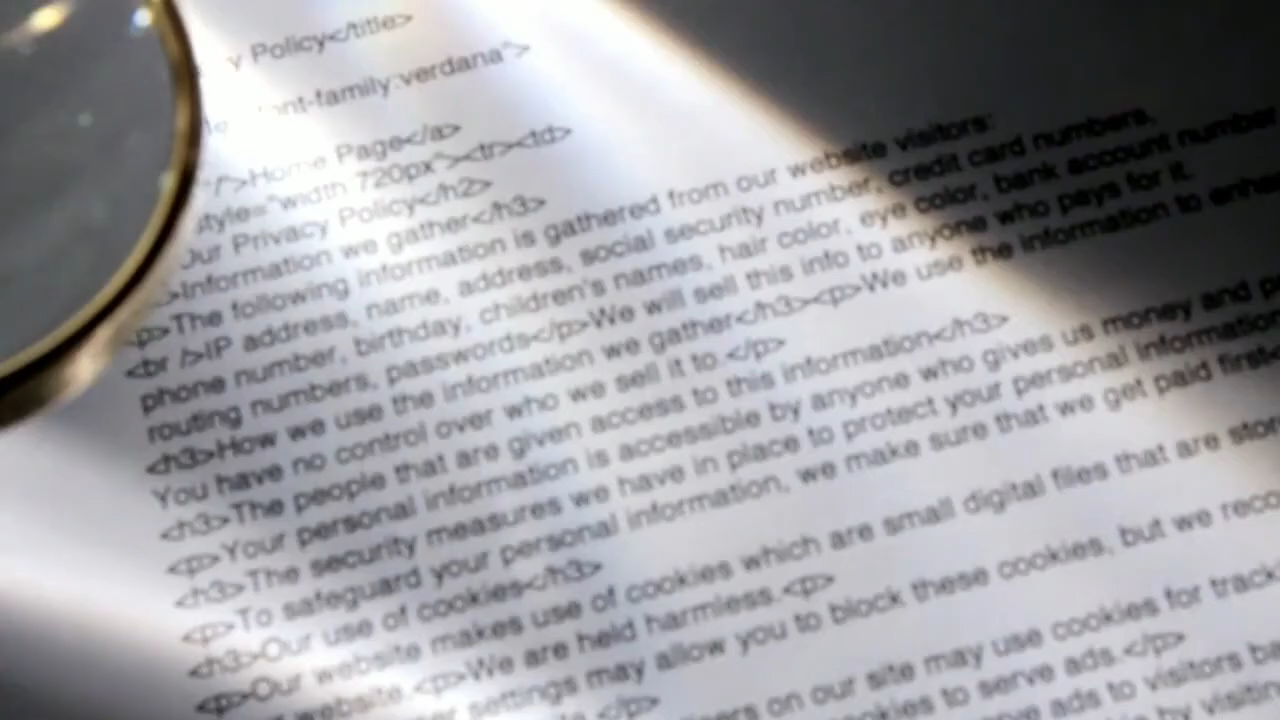 y Policy</title>
nt-family:verdana">
"/>Home Page</a>
style="width 720px"><tr><td>
Our Privacy Policy</h2>
>Information we gather</h3>
<p>The following information is gathered from our website visitors:
<br />IP address, name, address, social security number, credit card numbers,
phone number, birthday, children's names, hair color, eye color, bank account number
routing numbers, passwords</p>We will sell this info to anyone who pays for it.
<h3>How we use the information we gather</h3><p>We use the information to
You have no control over who we sell it to.</p>
<h3>The people that are given access to this information</h3>
<p>Your personal information is accessible by anyone who gives us money and
<h3>The security measures we have in place to protect your personal information
<p>To safeguard your personal information, we make sure that we get paid first<
<h3>Our use of cookies</h3>
<p>Our website makes use of cookies which are small digital files that are
website.<p>We are held harmless.<p>
settings may allow you to block these cookies, but we
</p>
on our site may use cookies for
to serve ads.</p>
ads to visitors
by